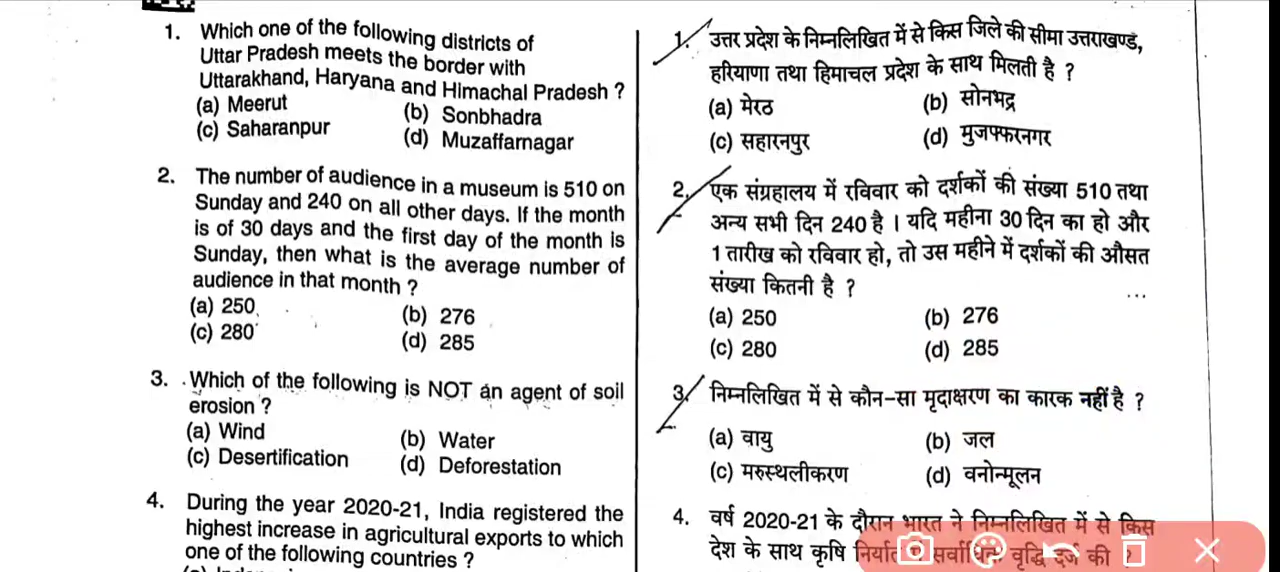 1. Which one of the following districts of
Uttar Pradesh meets the border with
Uttarakhand, Haryana and Himachal Pradesh ?
(a) Meerut (b) Sonbhadra
(c) Saharanpur (d) Muzaffarnagar
2. The number of audience in a museum is 510 on
Sunday and 240 on all other days. If the month
is of 30 days and the first day of the month is
Sunday, then what is the average number of
audience in that month ?
(a) 250 (b) 276
(c) 280 (d) 285
3. Which of the following is NOT an agent of soil
erosion ?
(a) Wind (b) Water
(c) Desertification (d) Deforestation
4. During the year 2020-21, India registered the
highest increase in agricultural exports to which
one of the following countries ?
1. उत्तर प्रदेश के निम्नलिखित में से किस जिले की सीमा उत्तराखण्ड,
हरियाणा तथा हिमाचल प्रदेश के साथ मिलती है ?
(a) मेरठ (b) सोनभद्र
(c) सहारनपुर (d) मुजफ्फरनगर
2. एक संग्रहालय में रविवार को दर्शकों की संख्या 510 तथा
अन्य सभी दिन 240 है । यदि महीना 30 दिन का हो और
1 तारीख को रविवार हो, तो उस महीने में दर्शकों की औसत
संख्या कितनी है ?
(a) 250 (b) 276
(c) 280 (d) 285
3. निम्नलिखित में से कौन-सा मृदाक्षरण का कारक नहीं है ?
(a) वायु (b) जल
(c) मरुस्थलीकरण (d) वनोन्मूलन
4. वर्ष 2020-21 के दौरान भारत ने निम्नलिखित में से किस
देश के साथ कृषि निर्यात सर्वाधिक वृद्धि दर्ज की ?